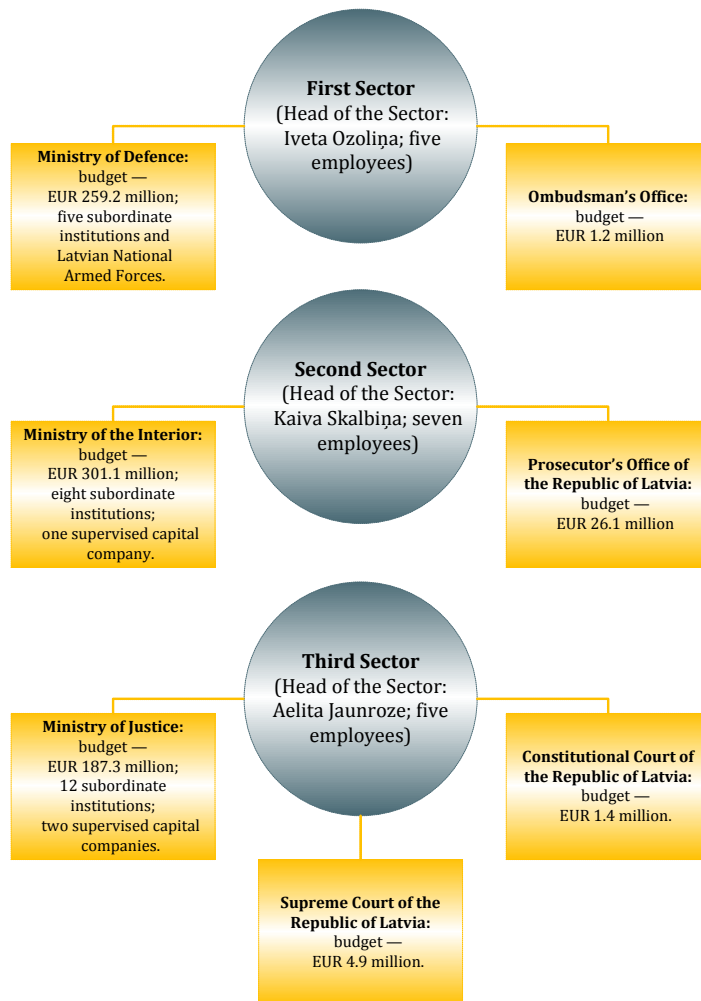 First Sector
(Head of the Sector:
Iveta Ozoliņa; five
employees)
Ministry of Defence:
budget —
EUR 259.2 million;
five subordinate
institutions and
Latvian National
Armed Forces.
Ombudsman’s Office:
budget —
EUR 1.2 million
Second Sector
(Head of the Sector:
Kaiva Skalbiņa; seven
employees)
Ministry of the Interior:
budget —
EUR 301.1 million;
eight subordinate
institutions;
one supervised capital
company.
Prosecutor’s Office of
the Republic of Latvia:
budget —
EUR 26.1 million
Third Sector
(Head of the Sector:
Aelita Jaunroze; five
employees)
Ministry of Justice:
budget —
EUR 187.3 million;
12 subordinate
institutions;
two supervised capital
companies.
Constitutional Court of
the Republic of Latvia:
budget —
EUR 1.4 million.
Supreme Court of the
Republic of Latvia:
budget —
EUR 4.9 million.